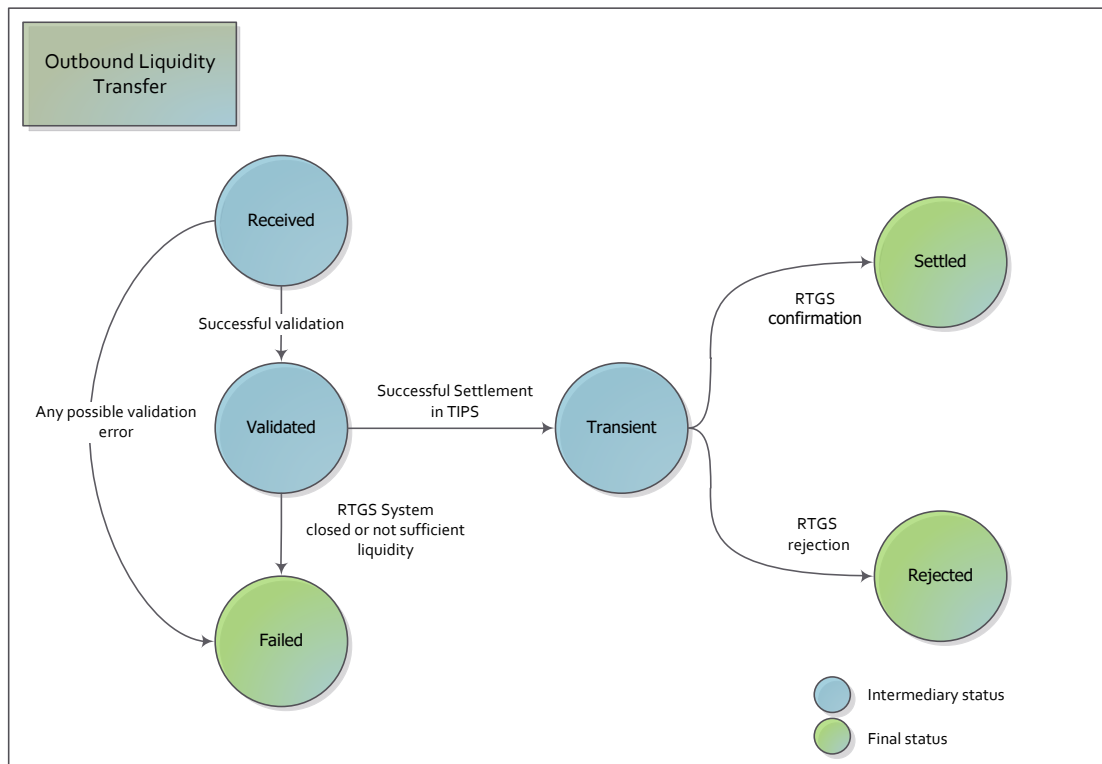 Outbound Liquidity
Transfer
Received
Successful validation
Any possible validation
error
Validated
Successful Settlement
in TIPS
Transient
RTGS
confirmation
Settled
RTGS System
closed or not sufficient
liquidity
RTGS
rejection
Rejected
Failed
Intermediary status
Final status